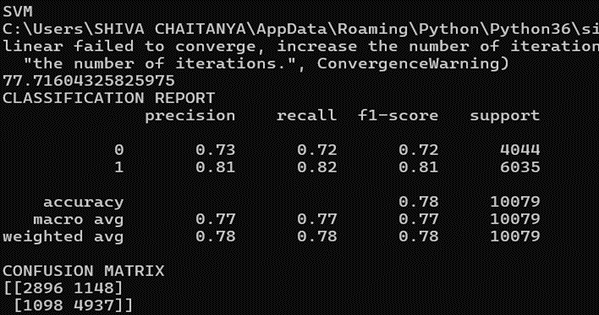 SVM
C:\Users\SHIVA CHAITANYA\AppData\Roaming\Python\Python36\si
linear failed to converge, increase the number of iteration
"the number of iterations.", ConvergenceWarning)
77.71604325825975
CLASSIFICATION REPORT
precision recall f1-score support
0 0.73 0.72 0.72 4044
1 0.81 0.82 0.81 6035
accuracy 0.78 10079
macro avg 0.77 0.77 0.77 10079
weighted avg 0.78 0.78 0.78 10079
CONFUSION MATRIX
[[2896 1148]
[1098 4937]]